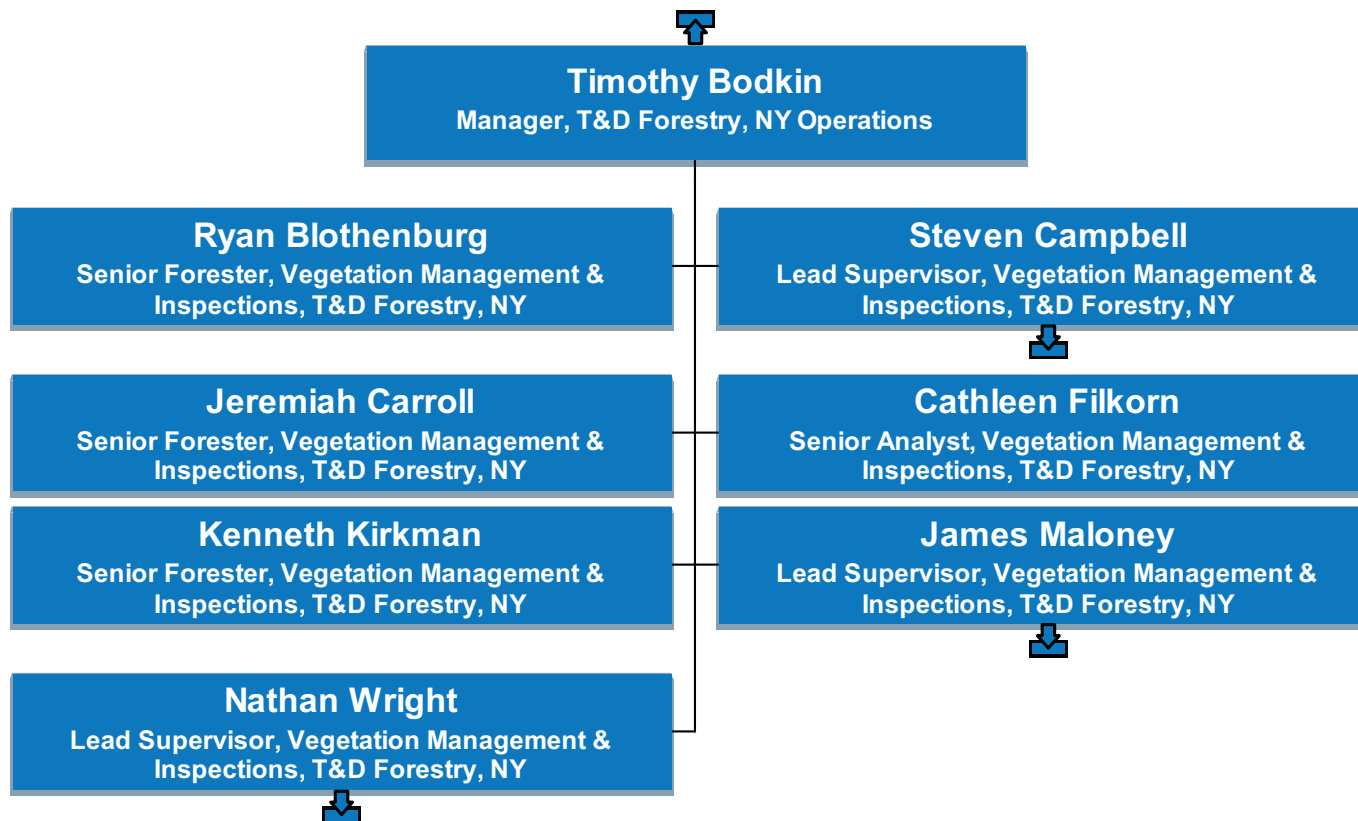 Timothy Bodkin
Manager, T&D Forestry, NY Operations
Ryan Blothenburg
Senior Forester, Vegetation Management &
Inspections, T&D Forestry, NY
Steven Campbell
Lead Supervisor, Vegetation Management &
Inspections, T&D Forestry, NY
Jeremiah Carroll
Senior Forester, Vegetation Management &
Inspections, T&D Forestry, NY
Cathleen Filkorn
Senior Analyst, Vegetation Management &
Inspections, T&D Forestry, NY
Kenneth Kirkman
Senior Forester, Vegetation Management &
Inspections, T&D Forestry, NY
James Maloney
Lead Supervisor, Vegetation Management &
Inspections, T&D Forestry, NY
Nathan Wright
Lead Supervisor, Vegetation Management &
Inspections, T&D Forestry, NY